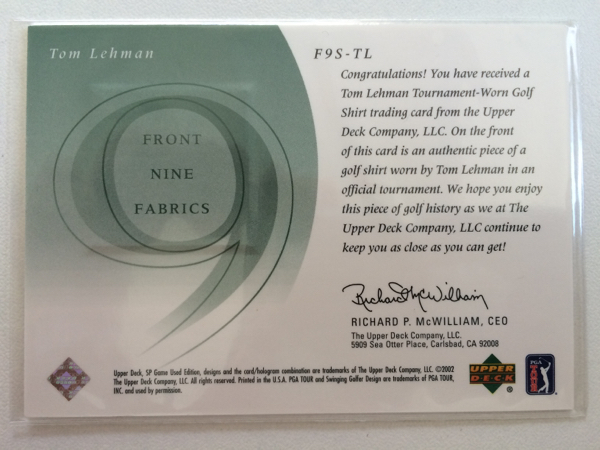 Tom Lehman
F9S-TL
Congratulations! You have received a
Tom Lehman Tournament-Worn Golf
Shirt trading card from the Upper
Deck Company, LLC. On the front
of this card is an authentic piece of a
golf shirt worn by Tom Lehman in an
official tournament. We hope you enjoy
this piece of golf history as we at The
Upper Deck Company, LLC continue to
keep you as close as you can get!
9
FRONT
NINE
FABRICS
Richard P. McWilliam
RICHARD P. McWILLIAM, CEO
The Upper Deck Company, LLC.
5909 Sea Otter Place, Carlsbad, CA 92008
Upper Deck, SP Game Used Edition, designs and the card/hologram combination are trademarks of The Upper Deck Company, LLC. ©2002
The Upper Deck Company, LLC. All rights reserved. Printed in the U.S.A. PGA TOUR and Swinging Golfer Design are trademarks of PGA TOUR,
INC. and used by permission.
UPPER
DECK
®
PGA
TOUR